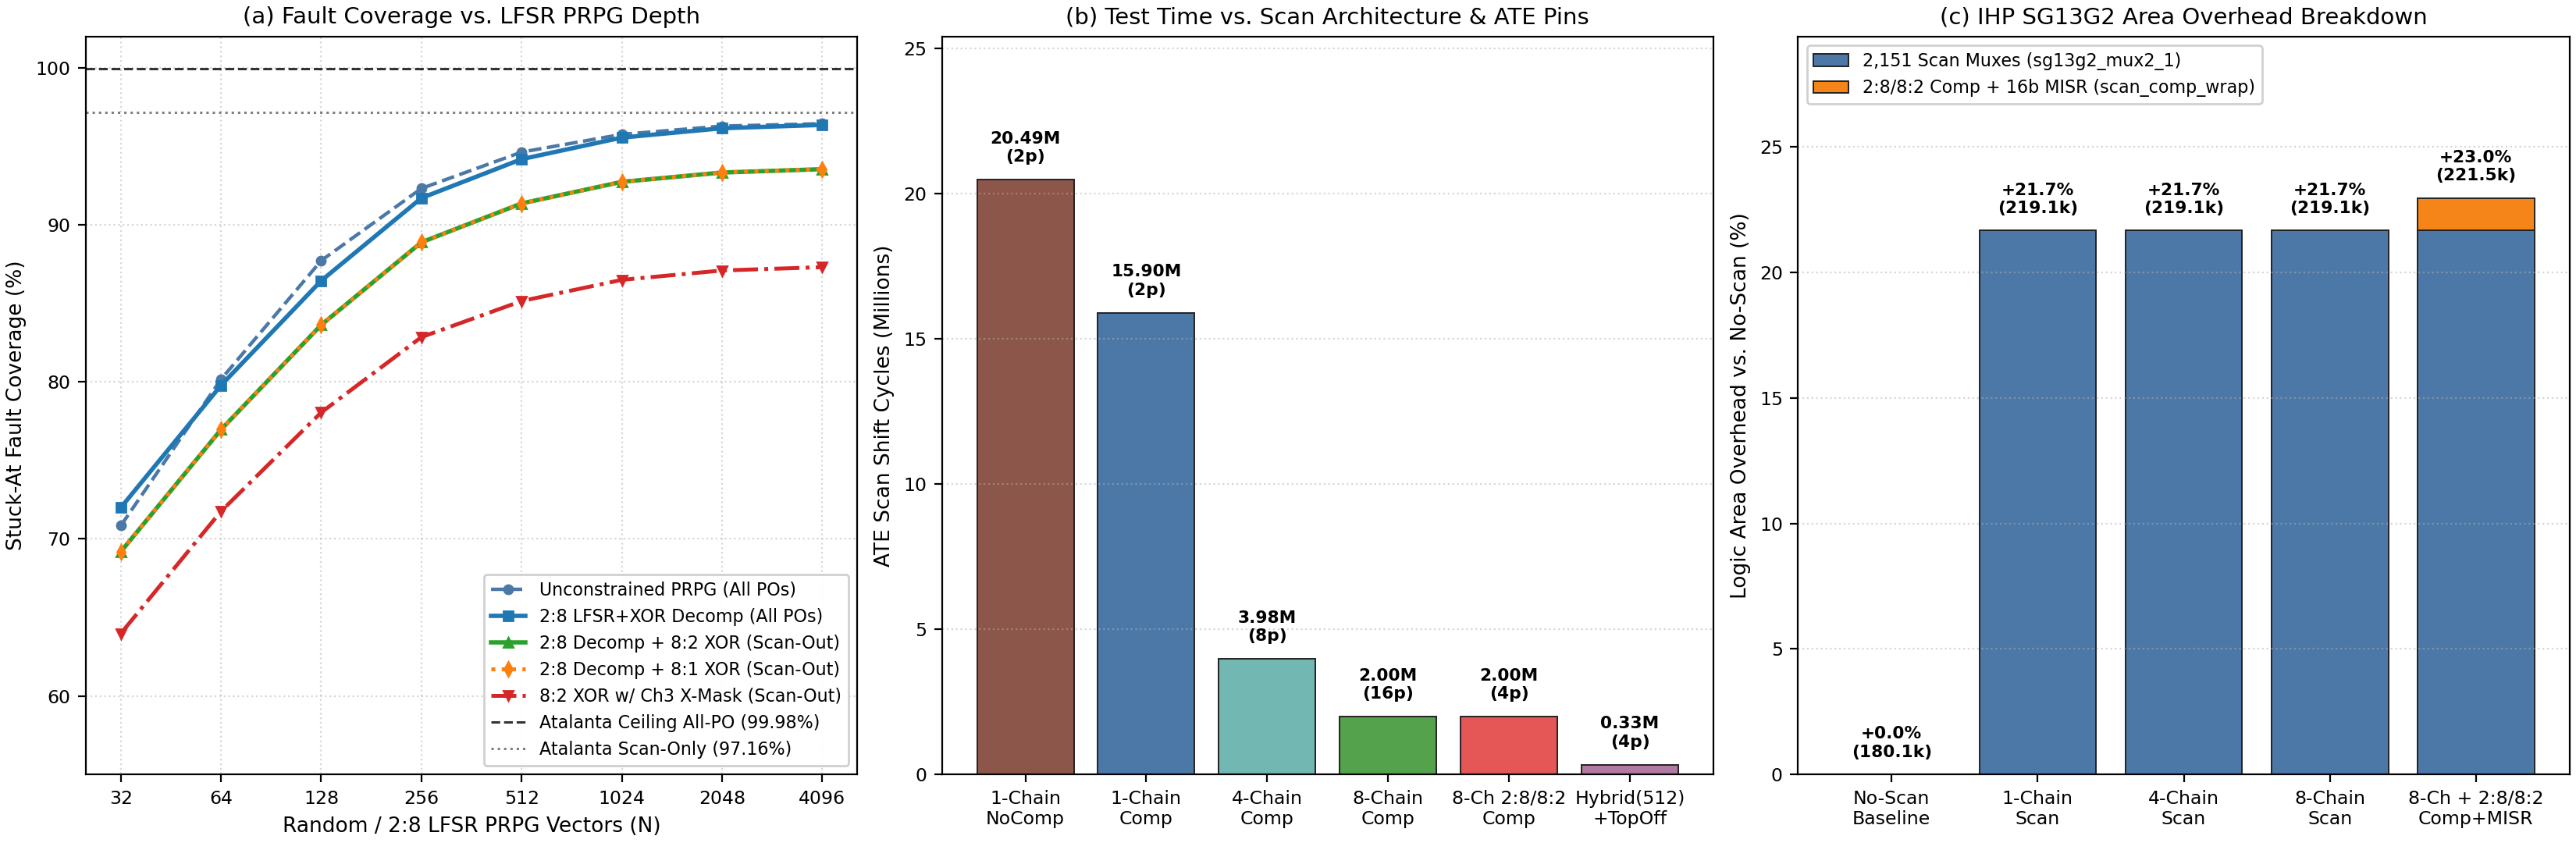 (a) Fault Coverage vs. LFSR PRPG Depth
Stuck-At Fault Coverage (%)
100
90
80
70
60
32
64
128
256
512
1024
2048
4096
Random / 2:8 LFSR PRPG Vectors (N)
Unconstrained PRPG (All POs)
2:8 LFSR+XOR Decomp (All POs)
2:8 Decomp + 8:2 XOR (Scan-Out)
2:8 Decomp + 8:1 XOR (Scan-Out)
8:2 XOR w/ Ch3 X-Mask (Scan-Out)
Atalanta Ceiling All-PO (99.98%)
Atalanta Scan-Only (97.16%)
(b) Test Time vs. Scan Architecture & ATE Pins
ATE Scan Shift Cycles (Millions)
25
20
15
10
5
0
20.49M
(2p)
15.90M
(2p)
3.98M
(8p)
2.00M
(16p)
2.00M
(4p)
0.33M
(4p)
1-Chain
NoComp
1-Chain
Comp
4-Chain
Comp
8-Chain
Comp
8-Ch 2:8/8:2
Comp
Hybrid(512)
+TopOff
(c) IHP SG13G2 Area Overhead Breakdown
Logic Area Overhead vs. No-Scan (%)
25
20
15
10
5
0
2,151 Scan Muxes (sg13g2_mux2_1)
2:8/8:2 Comp + 16b MISR (scan_comp_wrap)
+0.0%
(180.1k)
+21.7%
(219.1k)
+21.7%
(219.1k)
+21.7%
(219.1k)
+23.0%
(221.5k)
No-Scan
Baseline
1-Chain
Scan
4-Chain
Scan
8-Chain
Scan
8-Ch + 2:8/8:2
Comp+MISR